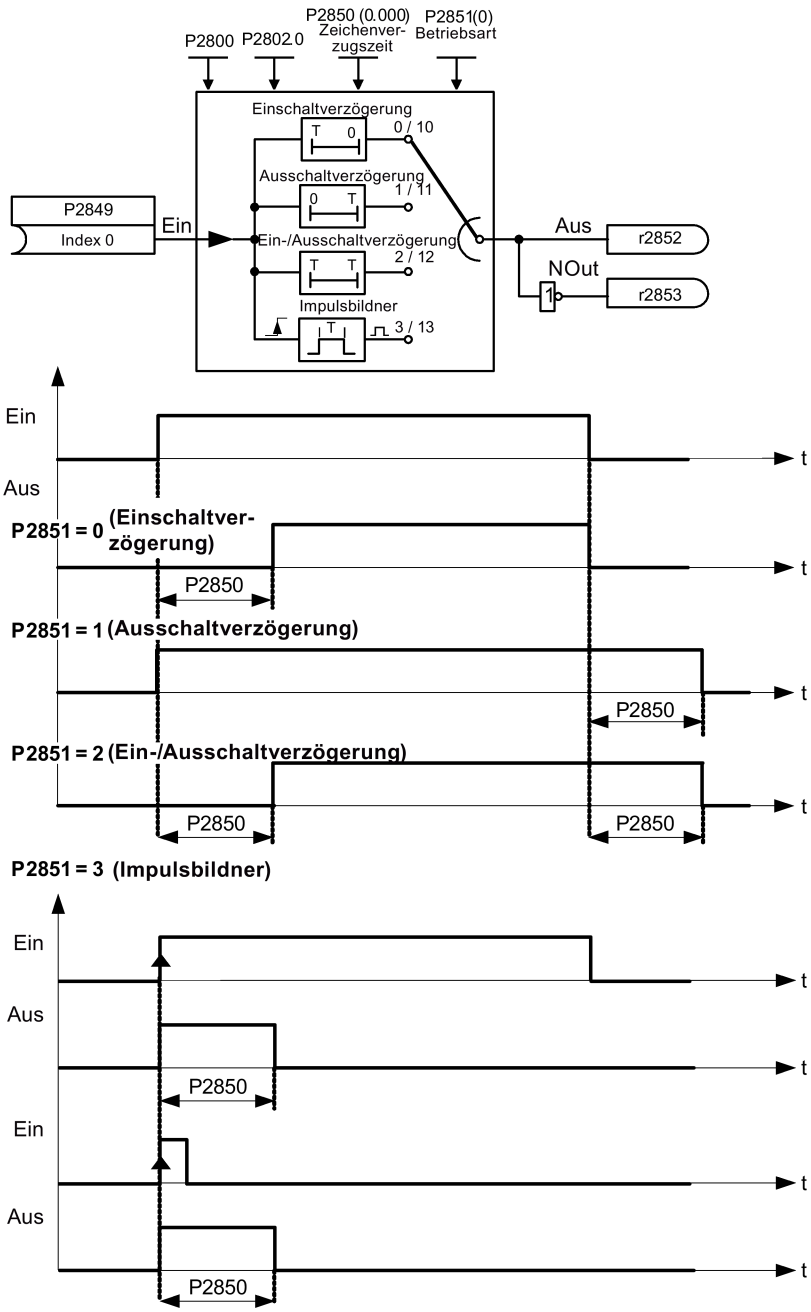 P2800
P2802.0
P2850 (0.000)
Zeichenver-
zugszeit
P2851(0)
Betriebsart
Einschaltverzögerung
T 0
0 / 10
Ausschaltverzögerung
0 T
1 / 11
P2849
Index 0
Ein
Ein-/Ausschaltverzögerung
T T
2 / 12
Impulsbildner
T
3 / 13
Aus
r2852
NOut
1
r2853
Ein
t
Aus
P2851 = 0 (Einschaltver-
zögerung)
t
P2850
P2851 = 1 (Ausschaltverzögerung)
t
P2850
P2851 = 2 (Ein-/Ausschaltverzögerung)
t
P2850
P2850
P2851 = 3 (Impulsbildner)
Ein
t
Aus
t
P2850
Ein
t
Aus
t
P2850